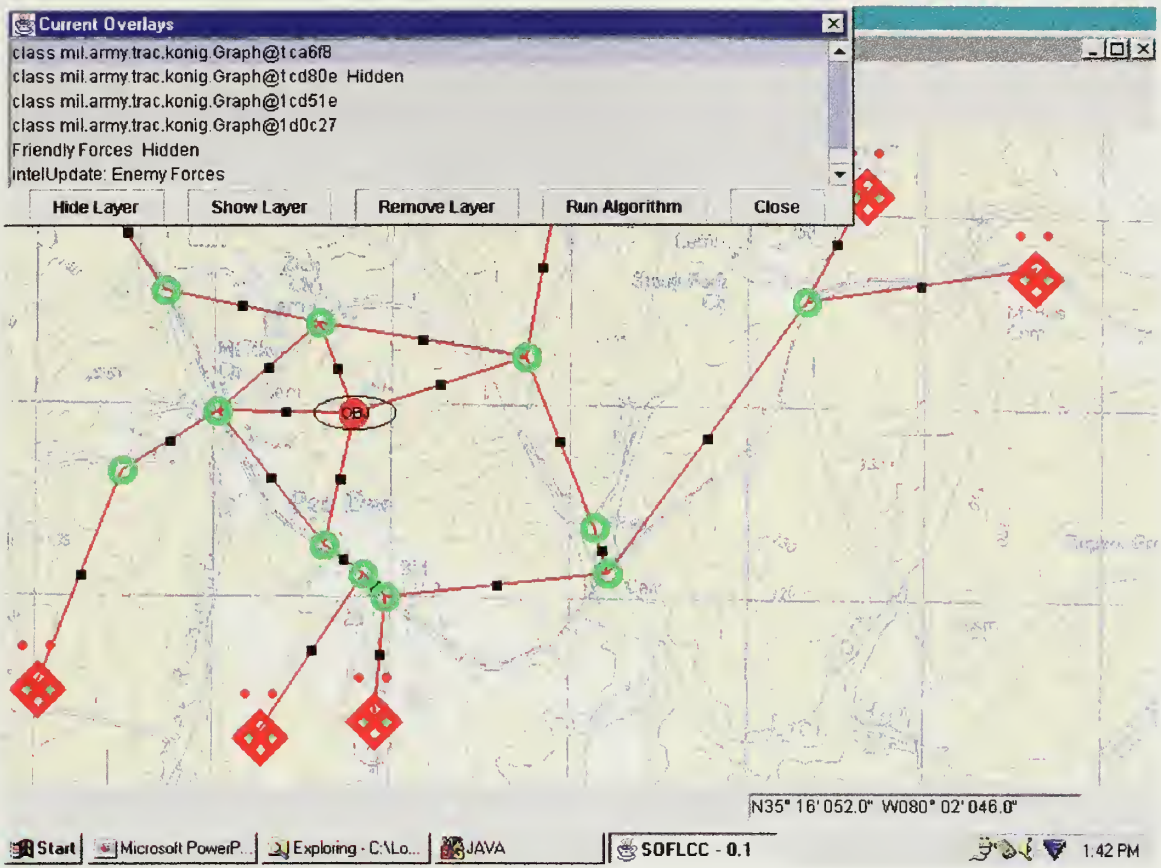 Current Overlays
class mil.army.trac.konig.Graph@1ca6f8
class mil.army.trac.konig.Graph@1cd80e Hidden
class mil.army.trac.konig.Graph@1cd51e
class mil.army.trac.konig.Graph@1d0c27
Friendly Forces Hidden
intelUpdate: Enemy Forces
Hide Layer Show Layer Remove Layer Run Algorithm Close
OBJ
N35° 16' 052.0" W080° 02' 046.0"
Start Microsoft PowerP... Exploring - C:\Lo... JAVA SOFLCC - 0.1 1:42 PM